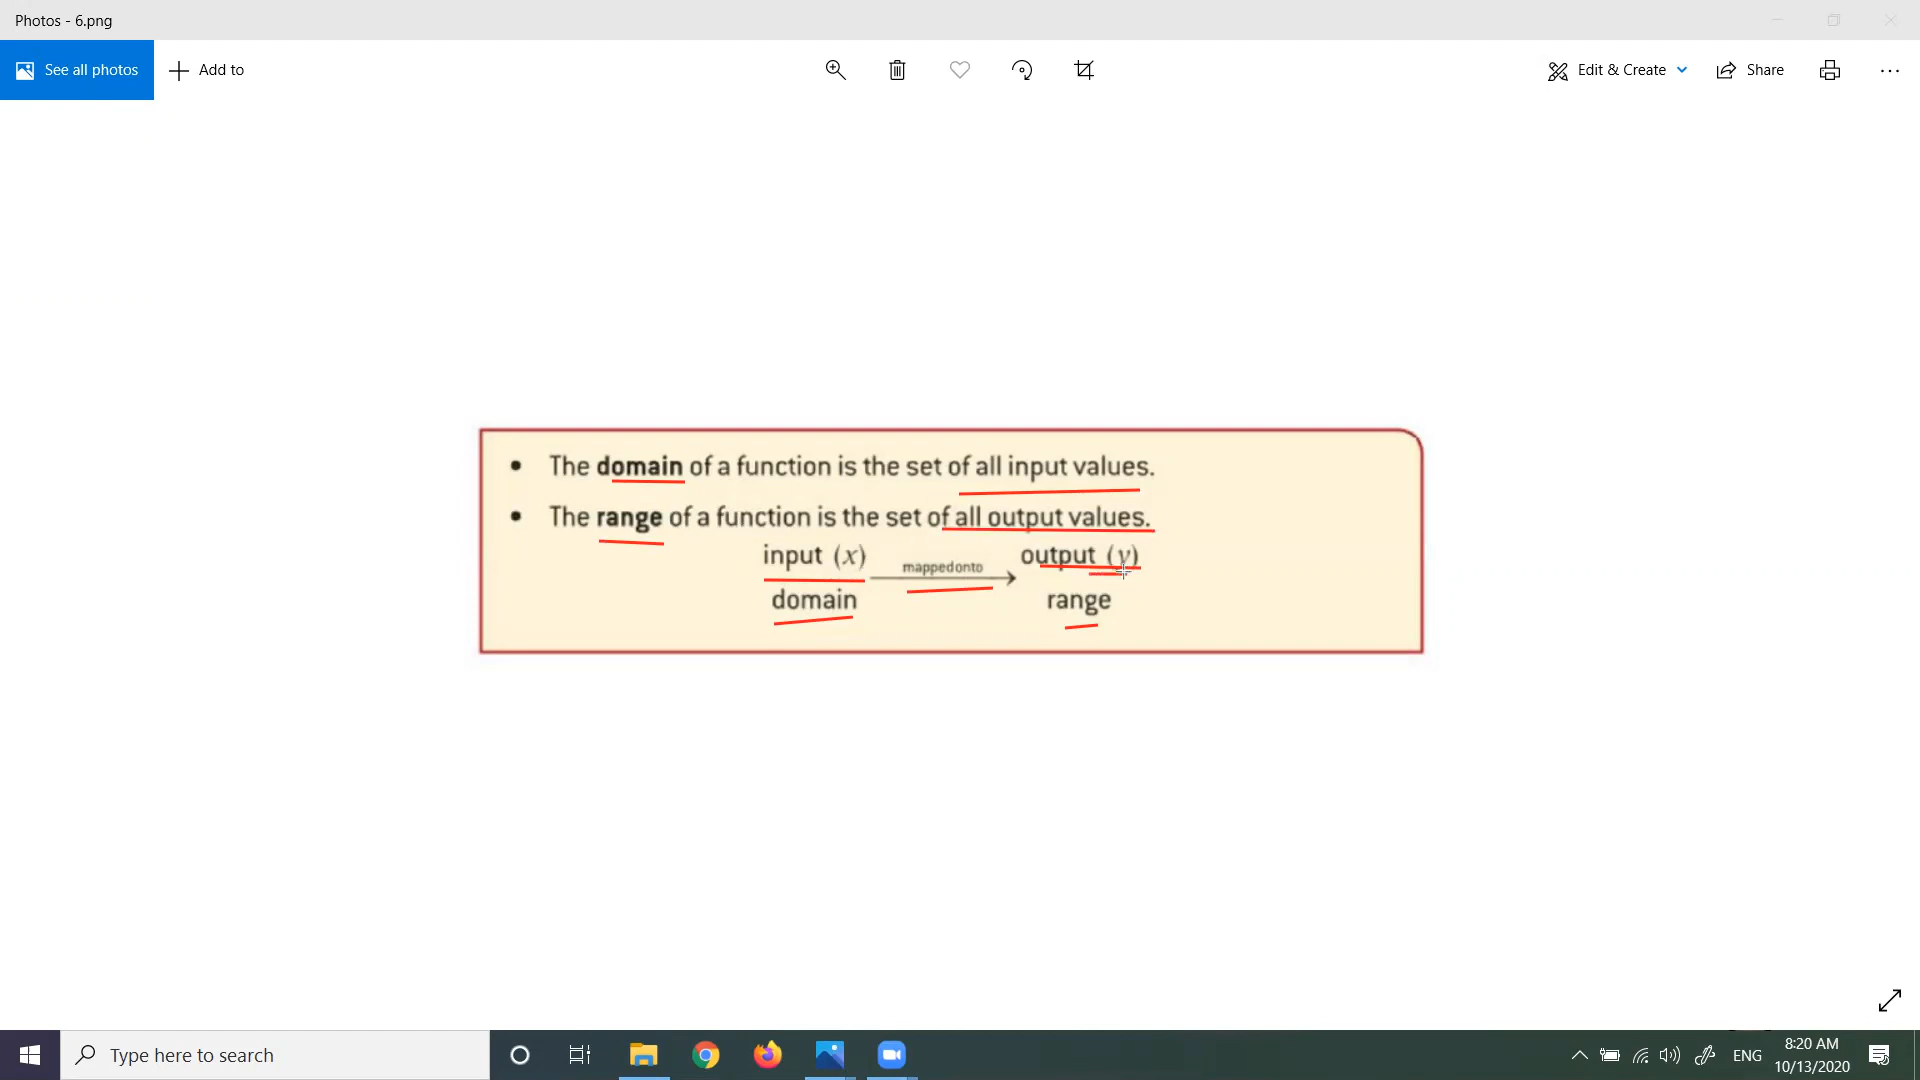 Photos - 6.png
See all photos
Add to
Edit & Create
Share
• The domain of a function is the set of all input values.
• The range of a function is the set of all output values.
input (x) mapped onto output (y)
domain range
Type here to search
ENG
8:20 AM
10/13/2020